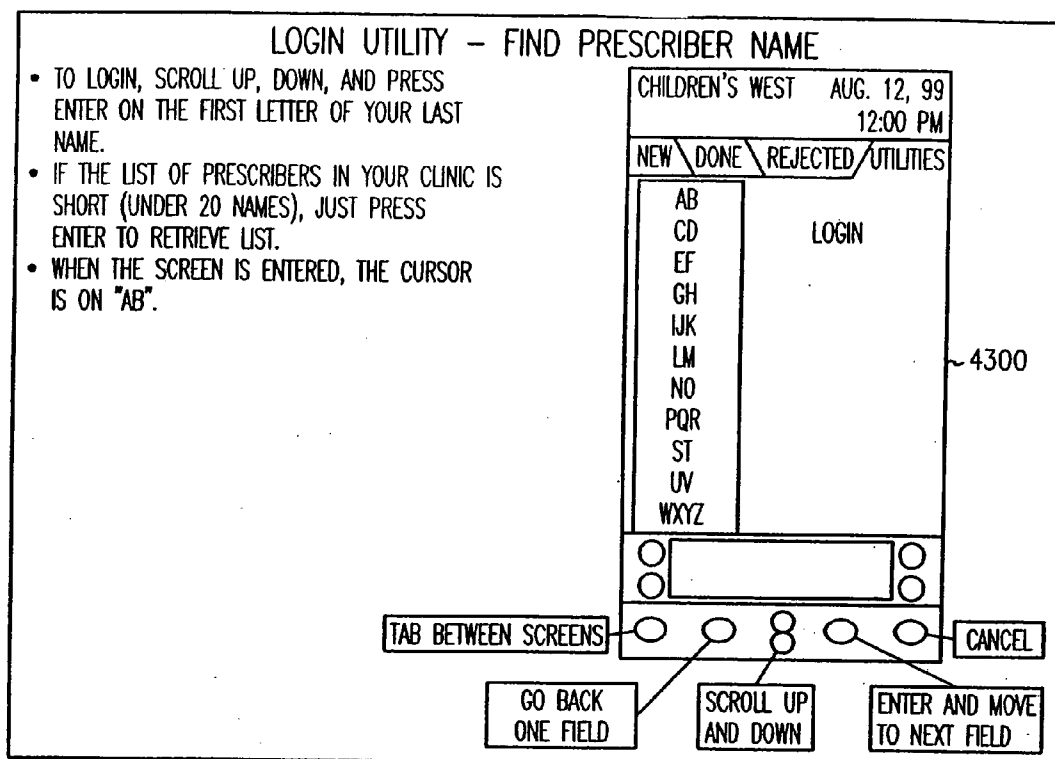 LOGIN UTILITY – FIND PRESCRIBER NAME
• TO LOGIN, SCROLL UP, DOWN, AND PRESS
ENTER ON THE FIRST LETTER OF YOUR LAST
NAME.
• IF THE LIST OF PRESCRIBERS IN YOUR CLINIC IS
SHORT (UNDER 20 NAMES), JUST PRESS
ENTER TO RETRIEVE LIST.
• WHEN THE SCREEN IS ENTERED, THE CURSOR
IS ON "AB".
CHILDREN'S WEST AUG. 12, 99
12:00 PM
NEW DONE REJECTED UTILITIES
AB
CD LOGIN
EF
GH
IJK
LM
4300
NO
PQR
ST
UV
WXYZ
TAB BETWEEN SCREENS
CANCEL
GO BACK
ONE FIELD
SCROLL UP
AND DOWN
ENTER AND MOVE
TO NEXT FIELD